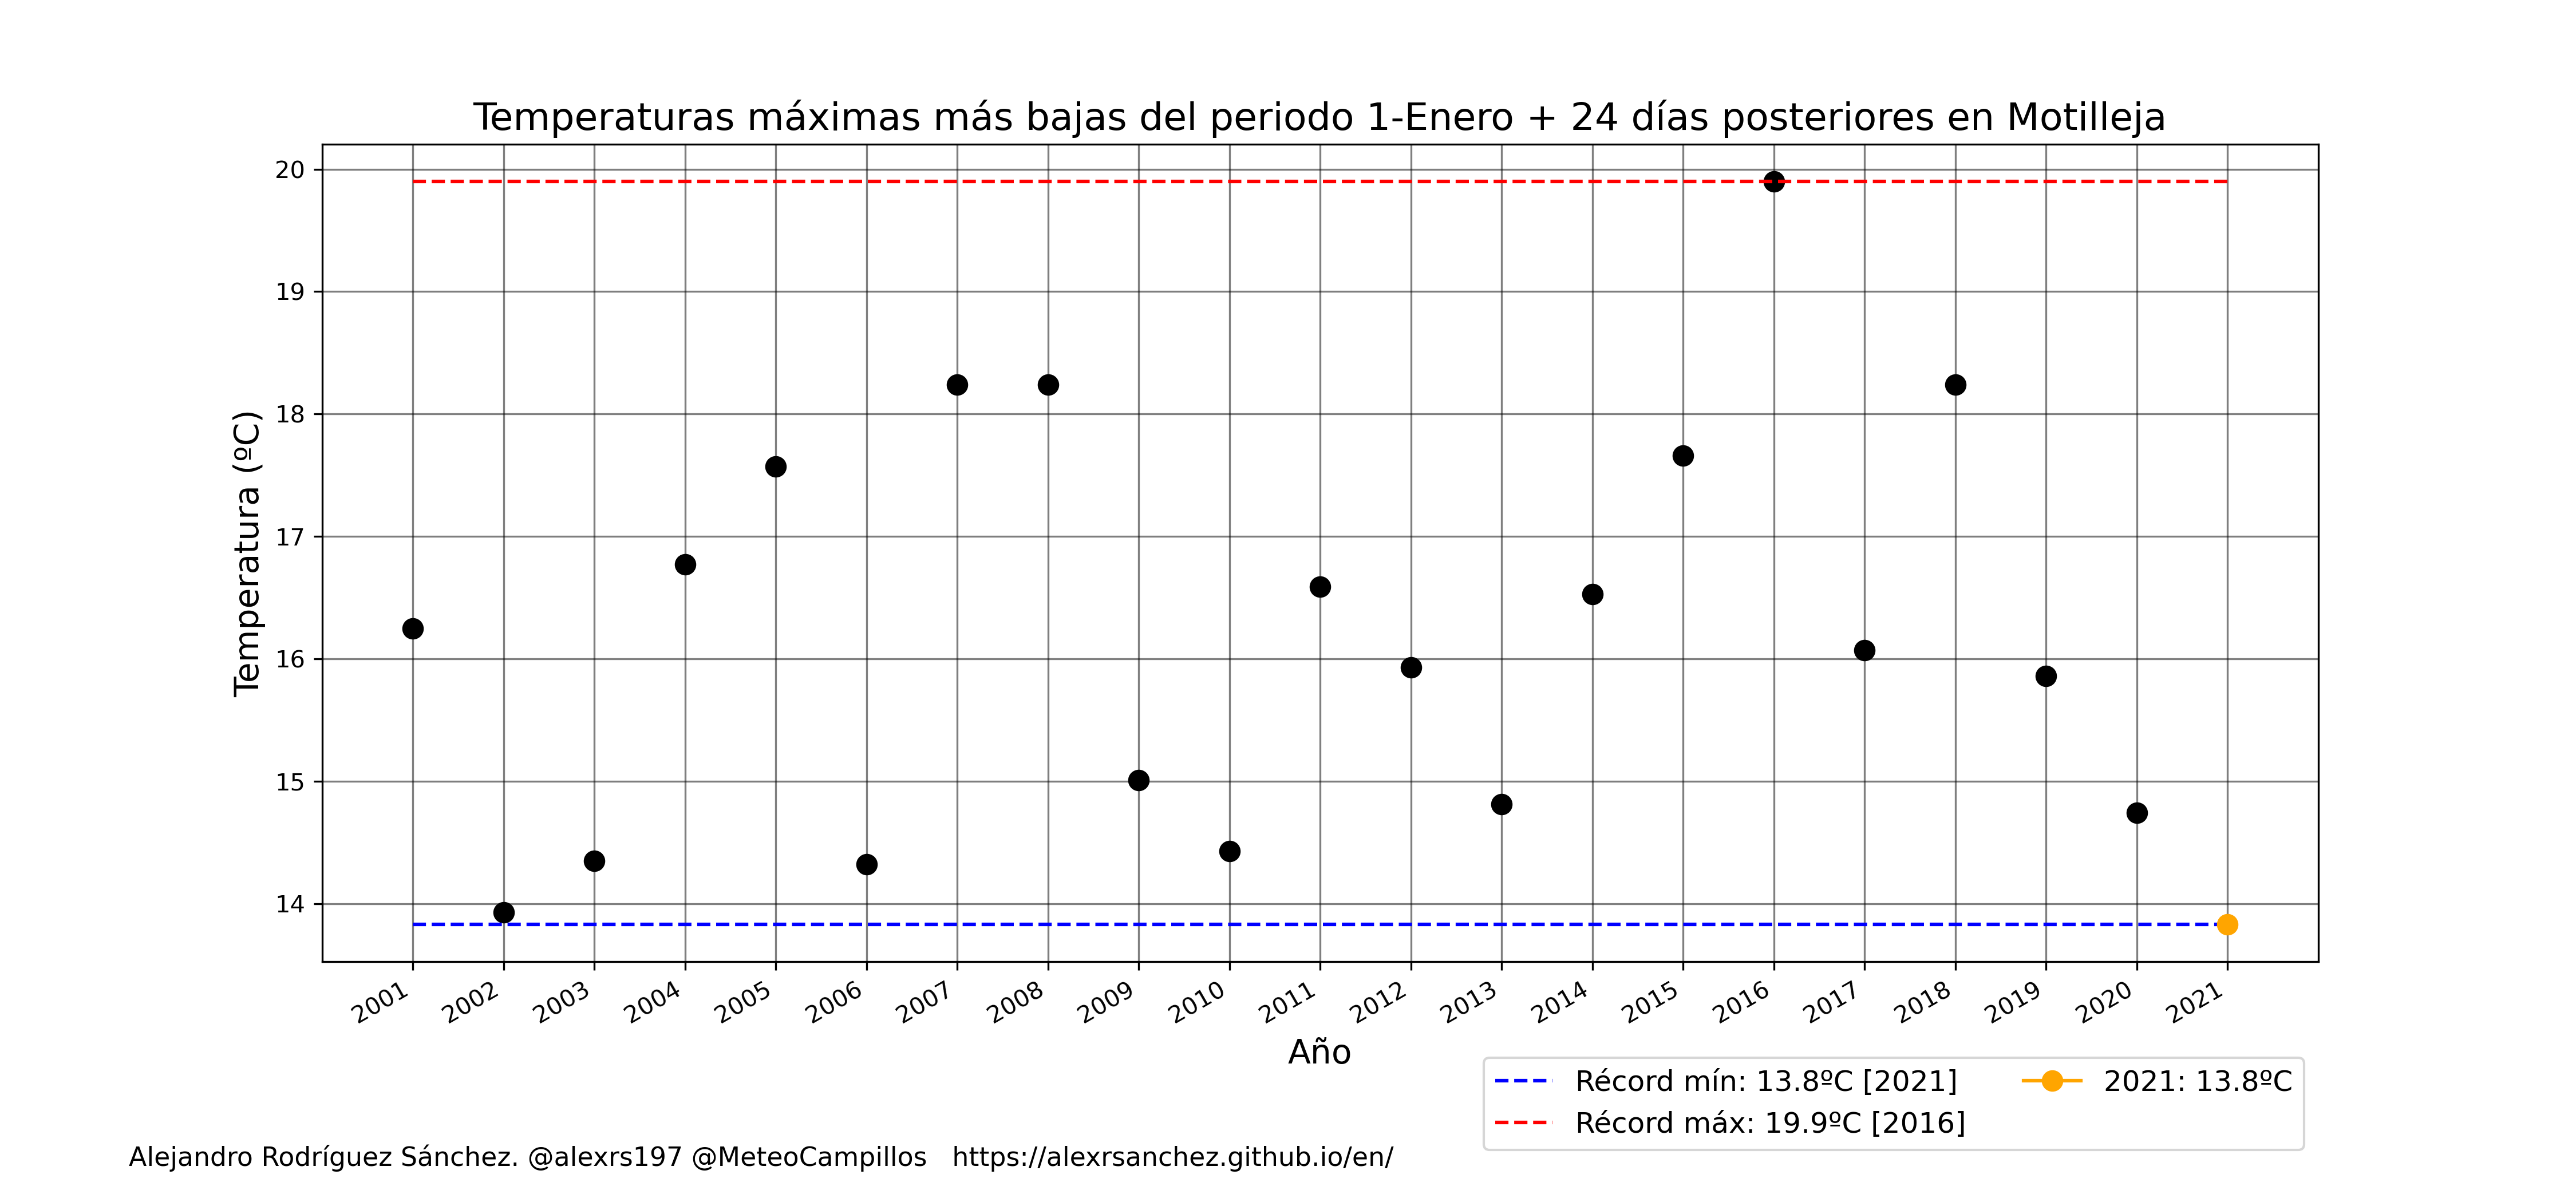 Temperaturas máximas más bajas del periodo 1-Enero + 24 días posteriores en Motilleja
Temperatura (ºC)
20
19
18
17
16
15
14
2001 2002 2003 2004 2005 2006 2007 2008 2009 2010 2011 2012 2013 2014 2015 2016 2017 2018 2019 2020 2021
Año
Récord mín: 13.8ºC [2021]
Récord máx: 19.9ºC [2016]
2021: 13.8ºC
Alejandro Rodríguez Sánchez. @alexrs197 @MeteoCampillos https://alexrsanchez.github.io/en/